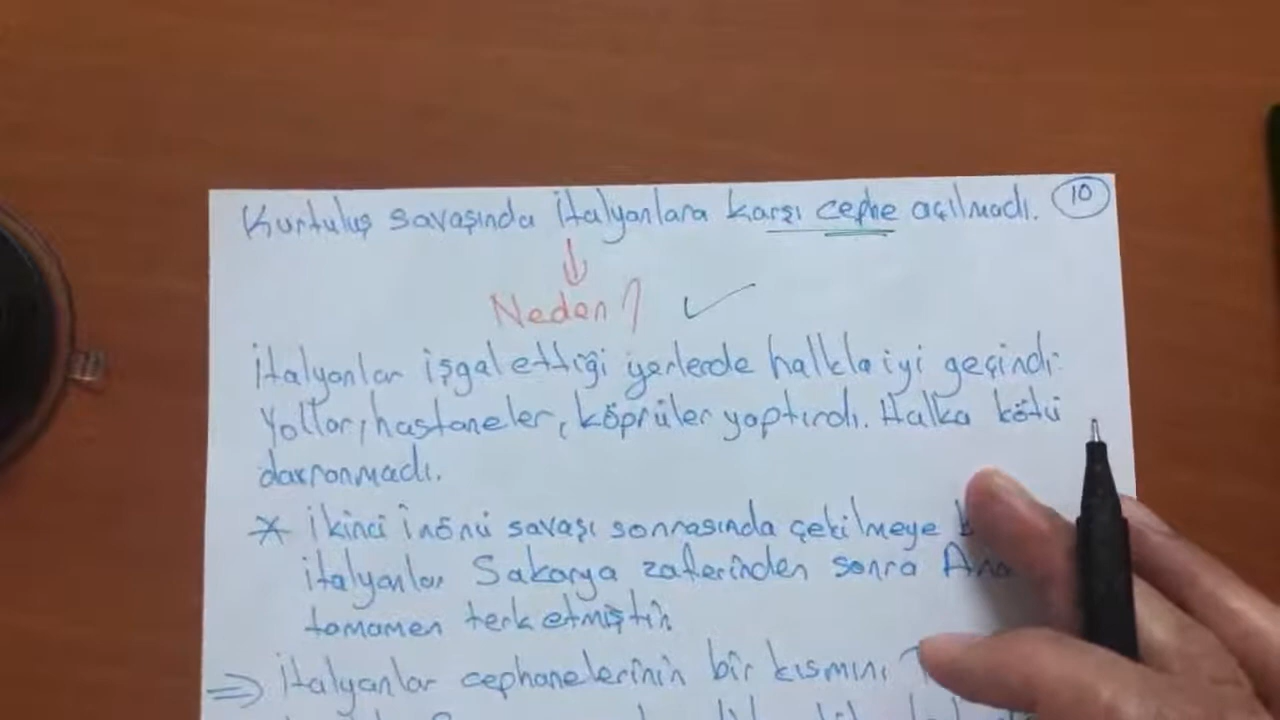 Kurtuluş savaşında İtalyanlara karşı cephe açılmadı. 10
Neden?
İtalyanlar işgal ettiği yerlerde halkla iyi geçindi.
Yollar, hastaneler, köprüler yaptırdı. Halka kötü
davranmadı.
* İkinci İnönü savaşı sonrasında çekilmeye
İtalyanlar Sakarya zaferinden sonra
tamamen terk etmiştir.
⇒ İtalyanlar cephanelerinin bir kısmını